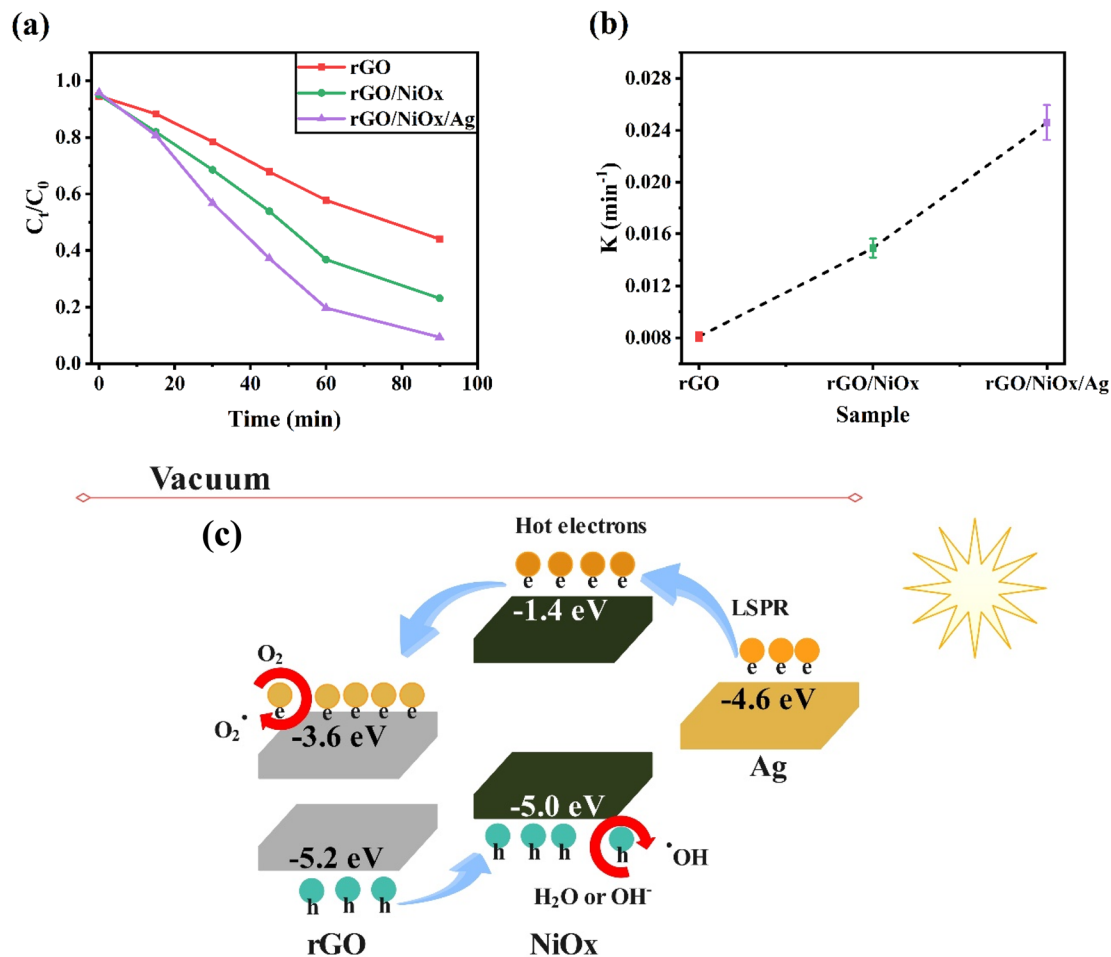 (a)
rGO
rGO/NiOx
rGO/NiOx/Ag
1.0
0.8
0.6
0.4
0.2
0.0
Ct/C0
0 20 40 60 80 100
Time (min)
(b)
0.028
0.024
0.020
0.016
0.012
0.008
K (min-1)
rGO rGO/NiOx rGO/NiOx/Ag
Sample
Vacuum
(c)
Hot electrons
e e e e
-1.4 eV
LSPR
e e e
-4.6 eV
Ag
O2
e e e e e
O2•
-3.6 eV
-5.0 eV
h h h h
•OH
H2O or OH-
-5.2 eV
h h h
rGO
NiOx